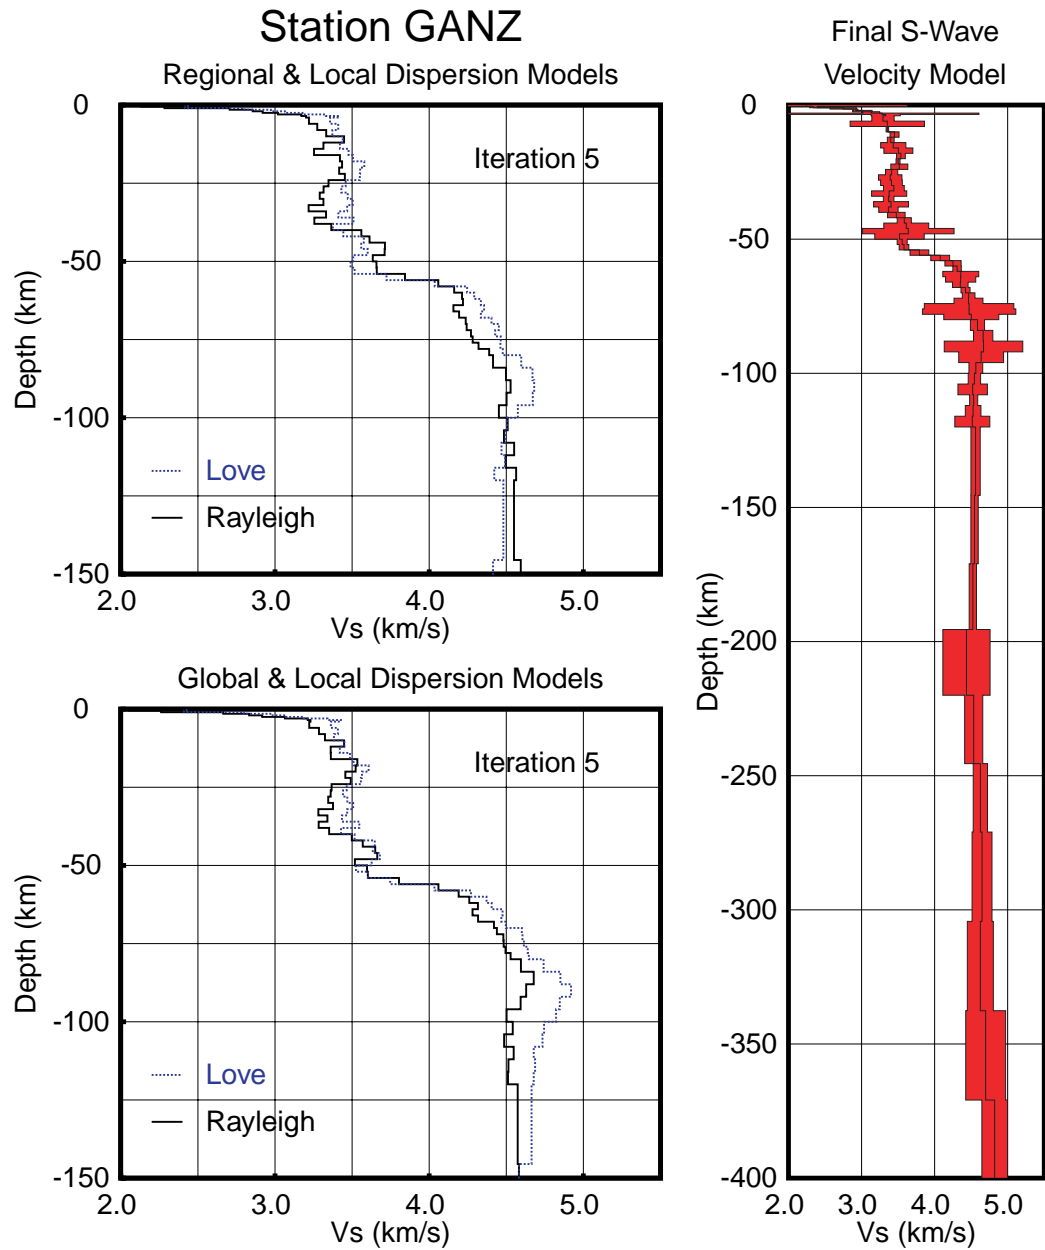 Station GANZ
Regional & Local Dispersion Models
0
-50
-100
-150
Depth (km)
Iteration 5
Love
Rayleigh
2.0 3.0 4.0 5.0
Vs (km/s)
Global & Local Dispersion Models
0
-50
-100
-150
Depth (km)
Iteration 5
Love
Rayleigh
2.0 3.0 4.0 5.0
Vs (km/s)
Final S-Wave
Velocity Model
0
-50
-100
-150
-200
-250
-300
-350
-400
Depth (km)
2.0 3.0 4.0 5.0
Vs (km/s)